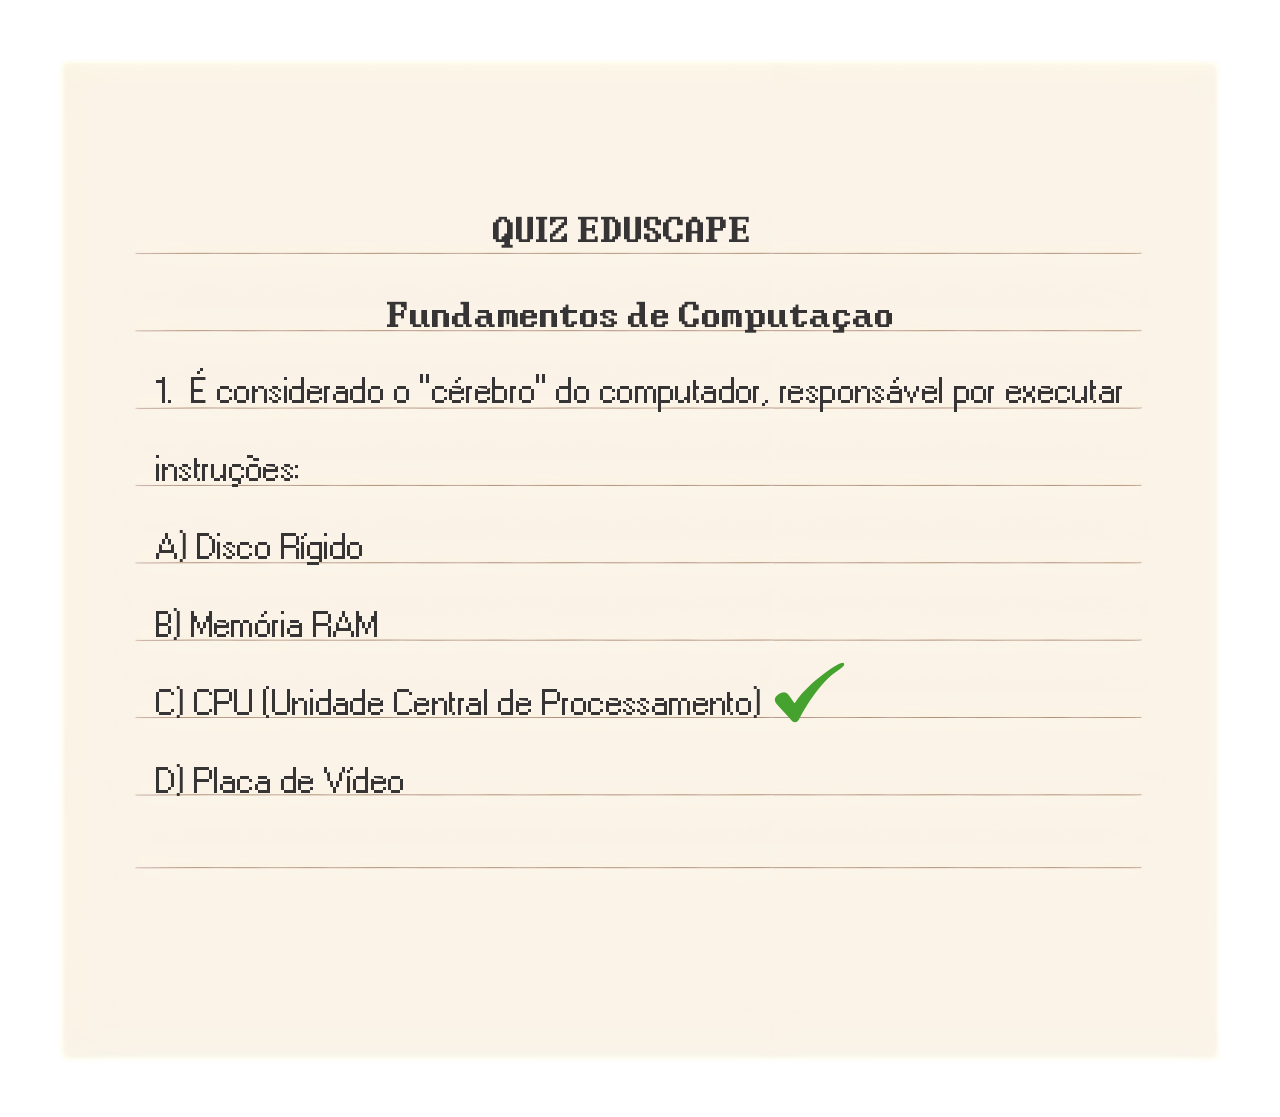 QUIZ EDUSCAPE
Fundamentos de Computaçao
1. É considerado o "cérebro" do computador, responsável por executar
instruções:
A) Disco Rígido
B) Memória RAM
C) CPU (Unidade Central de Processamento)
D) Placa de Vídeo